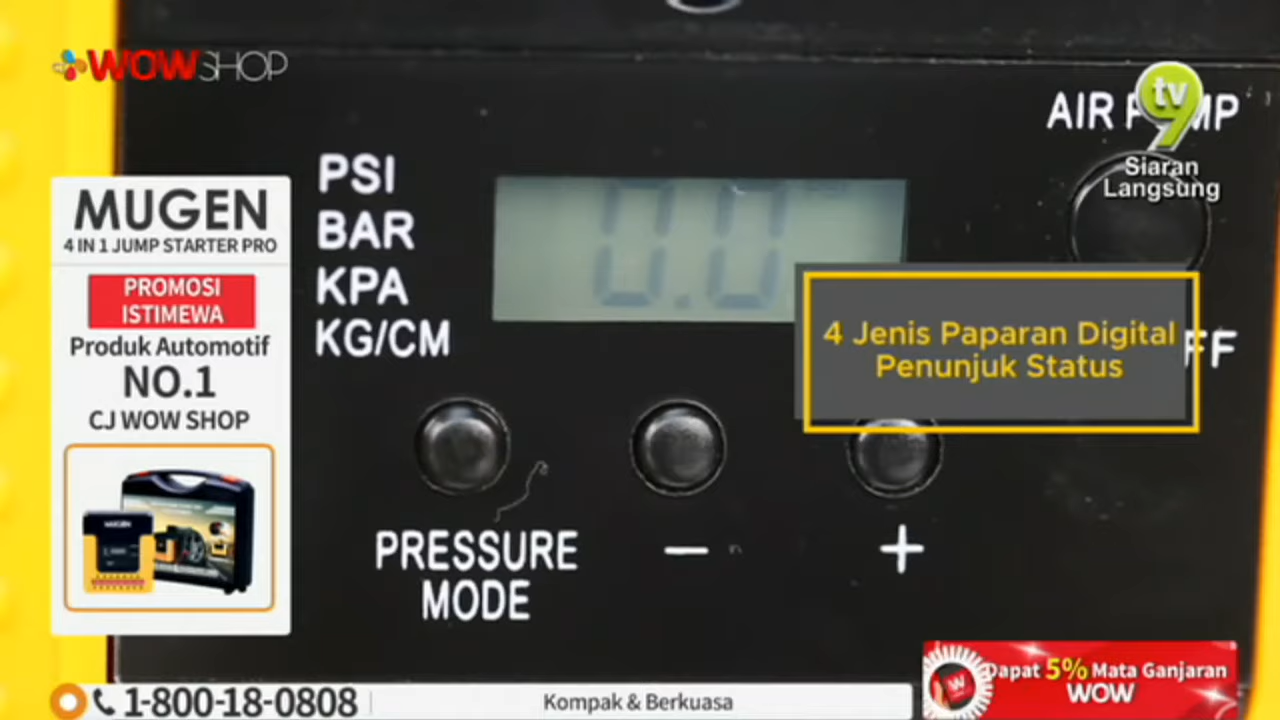 WOWSHOP
tv9
Siaran
Langsung
PSI
BAR
KPA
KG/CM
0.0
PRESSURE
MODE
−
+
MUGEN
4 IN 1 JUMP STARTER PRO
PROMOSI
ISTIMEWA
Produk Automotif
NO.1
CJ WOW SHOP
MUGEN
4 Jenis Paparan Digital
Penunjuk Status
1-800-18-0808
Kompak & Berkuasa
Dapat 5% Mata Ganjaran
WOW